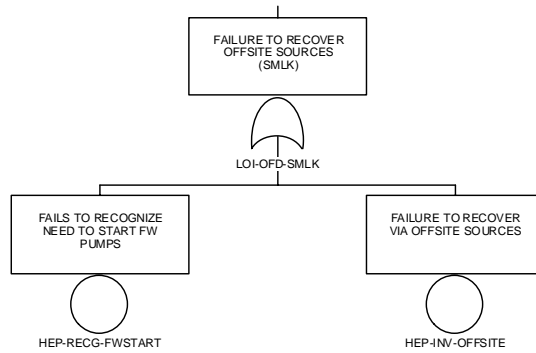 FAILURE TO RECOVER
OFFSITE SOURCES
(SMLK)
LOI-OFD-SMLK
FAILS TO RECOGNIZE
NEED TO START FW
PUMPS
HEP-RECG-FWSTART
FAILURE TO RECOVER
VIA OFFSITE SOURCES
HEP-INV-OFFSITE